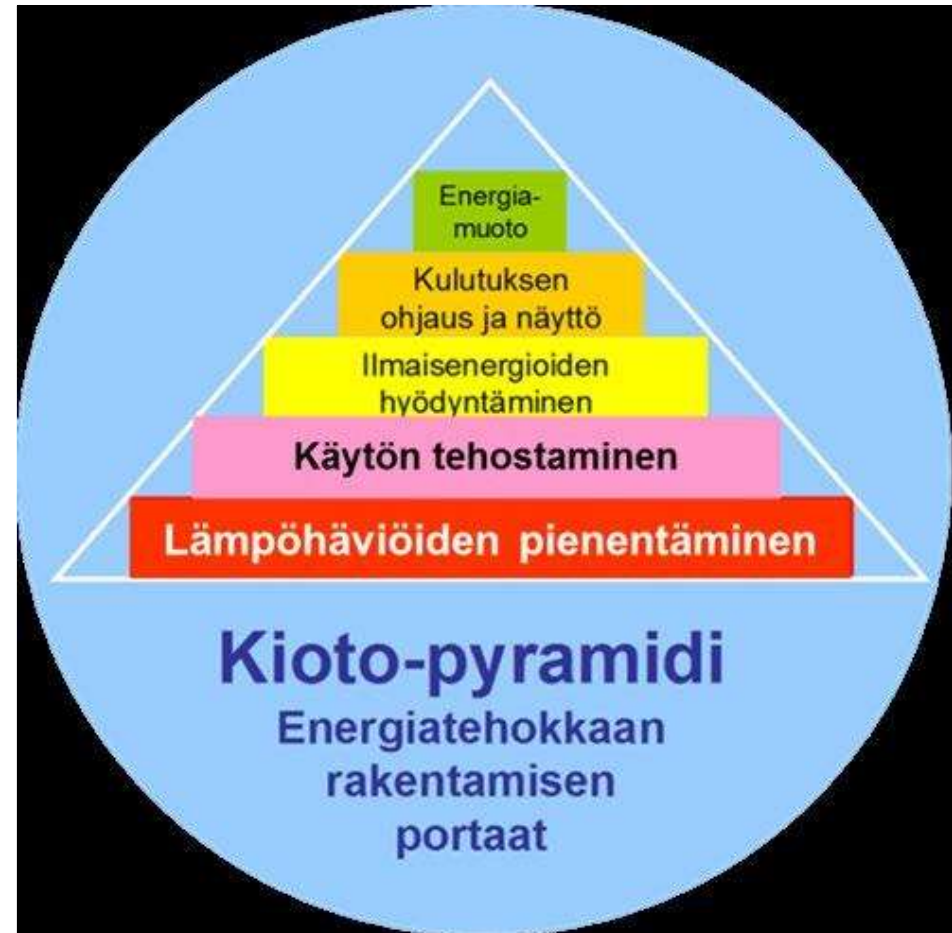 Energia-
muoto
Kulutuksen
ohjaus ja näyttö
Ilmaisenergioiden
hyödyntäminen
Käytön tehostaminen
Lämpöhäviöiden pienentäminen
Kioto-pyramidi
Energiatehokkaan
rakentamisen
portaat